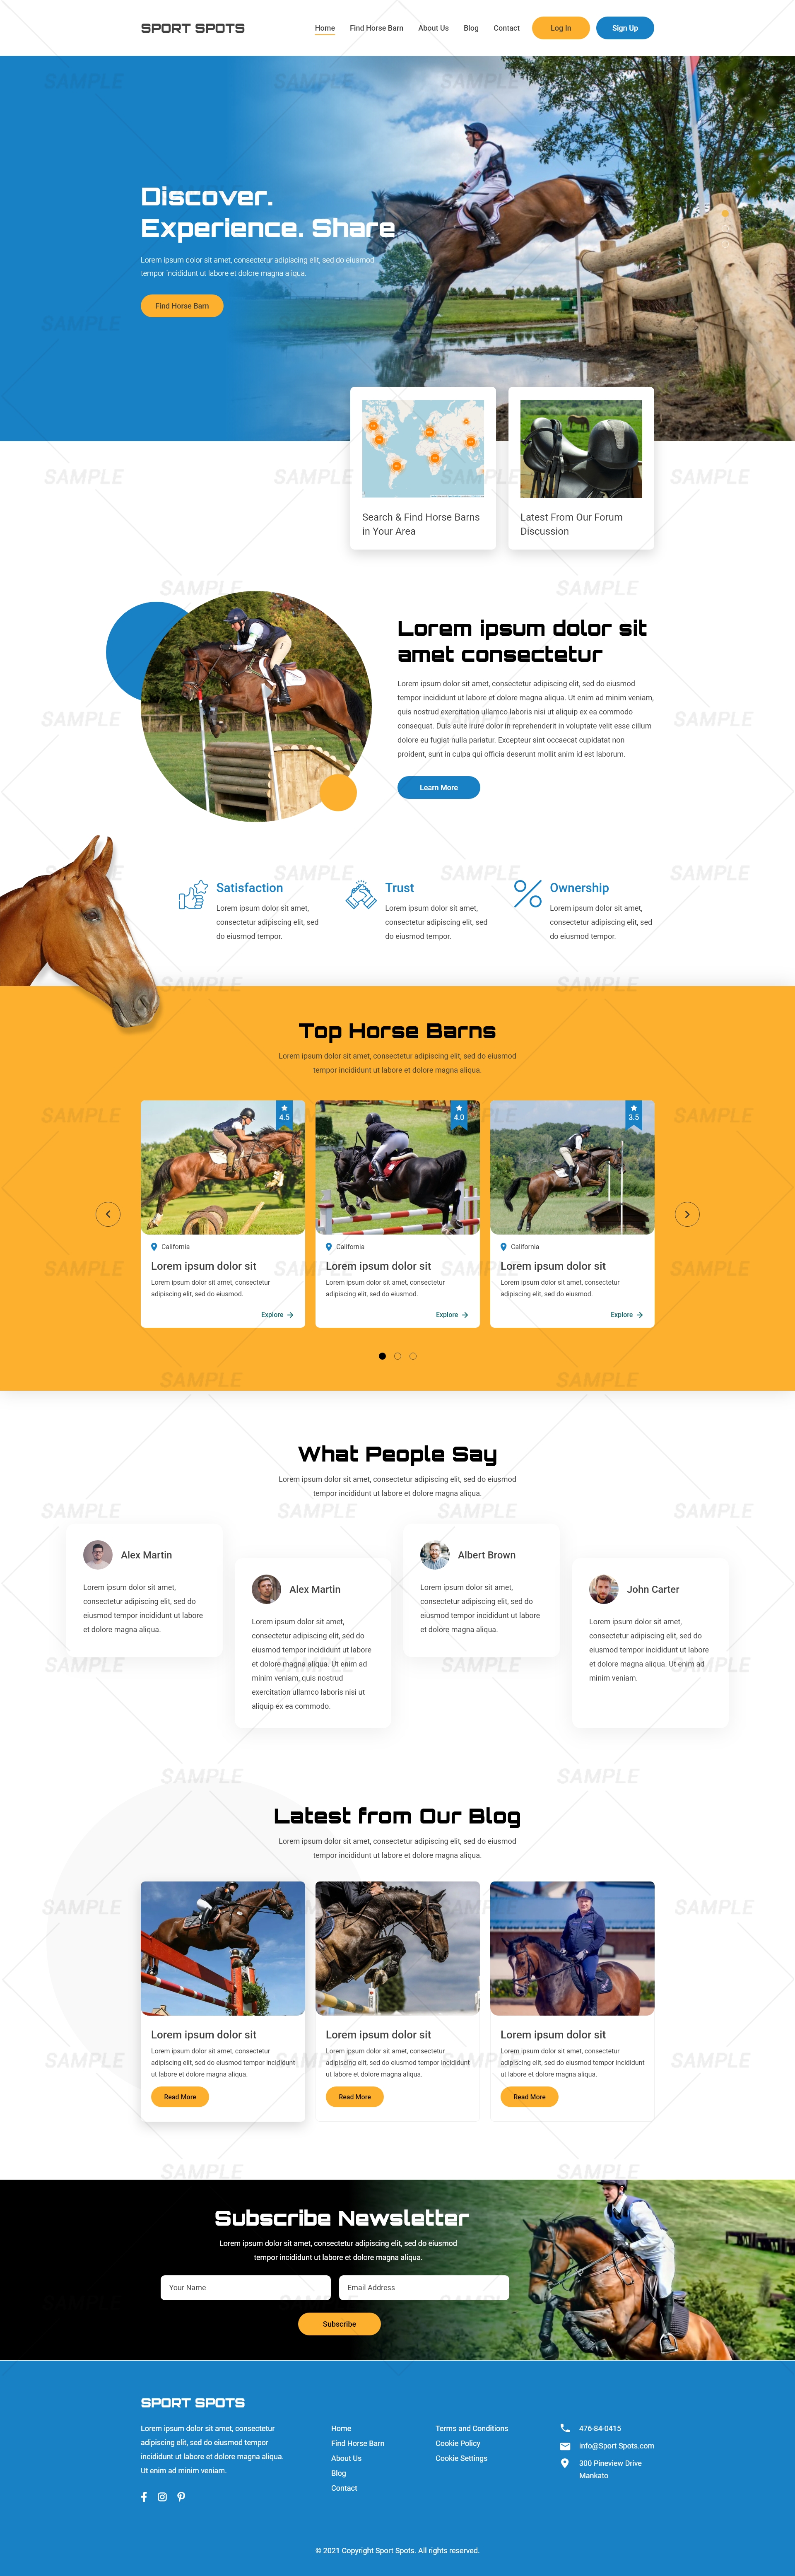 SPORT SPOTS
Home Find Horse Barn About Us Blog Contact Log In Sign Up
Discover.
Experience. Share
Lorem ipsum dolor sit amet, consectetur adipiscing elit, sed do eiusmod
tempor incididunt ut labore et dolore magna aliqua.
Find Horse Barn
Search & Find Horse Barns
in Your Area
Latest From Our Forum
Discussion
Lorem ipsum dolor sit
amet consectetur
Lorem ipsum dolor sit amet, consectetur adipiscing elit, sed do eiusmod
tempor incididunt ut labore et dolore magna aliqua. Ut enim ad minim veniam,
quis nostrud exercitation ullamco laboris nisi ut aliquip ex ea commodo
consequat. Duis aute irure dolor in reprehenderit in voluptate velit esse cillum
dolore eu fugiat nulla pariatur. Excepteur sint occaecat cupidatat non
proident, sunt in culpa qui officia deserunt mollit anim id est laborum.
Learn More
Satisfaction
Lorem ipsum dolor sit amet,
consectetur adipiscing elit, sed
do eiusmod tempor.
Trust
Lorem ipsum dolor sit amet,
consectetur adipiscing elit, sed
do eiusmod tempor.
Ownership
Lorem ipsum dolor sit amet,
consectetur adipiscing elit, sed
do eiusmod tempor.
Top Horse Barns
Lorem ipsum dolor sit amet, consectetur adipiscing elit, sed do eiusmod
tempor incididunt ut labore et dolore magna aliqua.
4.5
California
Lorem ipsum dolor sit
Lorem ipsum dolor sit amet, consectetur
adipiscing elit, sed do eiusmod.
Explore
4.0
California
Lorem ipsum dolor sit
Lorem ipsum dolor sit amet, consectetur
adipiscing elit, sed do eiusmod.
Explore
3.5
California
Lorem ipsum dolor sit
Lorem ipsum dolor sit amet, consectetur
adipiscing elit, sed do eiusmod.
Explore
What People Say
Lorem ipsum dolor sit amet, consectetur adipiscing elit, sed do eiusmod
tempor incididunt ut labore et dolore magna aliqua.
Alex Martin
Lorem ipsum dolor sit amet,
consectetur adipiscing elit, sed do
eiusmod tempor incididunt ut labore
et dolore magna aliqua.
Alex Martin
Lorem ipsum dolor sit amet,
consectetur adipiscing elit, sed do
eiusmod tempor incididunt ut labore
et dolore magna aliqua. Ut enim ad
minim veniam, quis nostrud
exercitation ullamco laboris nisi ut
aliquip ex ea commodo.
Albert Brown
Lorem ipsum dolor sit amet,
consectetur adipiscing elit, sed do
eiusmod tempor incididunt ut labore
et dolore magna aliqua.
John Carter
Lorem ipsum dolor sit amet,
consectetur adipiscing elit, sed do
eiusmod tempor incididunt ut labore
et dolore magna aliqua. Ut enim ad
minim veniam.
Latest from Our Blog
Lorem ipsum dolor sit amet, consectetur adipiscing elit, sed do eiusmod
tempor incididunt ut labore et dolore magna aliqua.
Lorem ipsum dolor sit
Lorem ipsum dolor sit amet, consectetur
adipiscing elit, sed do eiusmod tempor incididunt
ut labore et dolore magna aliqua.
Read More
Lorem ipsum dolor sit
Lorem ipsum dolor sit amet, consectetur
adipiscing elit, sed do eiusmod tempor incididunt
ut labore et dolore magna aliqua.
Read More
Lorem ipsum dolor sit
Lorem ipsum dolor sit amet, consectetur
adipiscing elit, sed do eiusmod tempor incididunt
ut labore et dolore magna aliqua.
Read More
Subscribe Newsletter
Lorem ipsum dolor sit amet, consectetur adipiscing elit, sed do eiusmod
tempor incididunt ut labore et dolore magna aliqua.
Your Name
Email Address
Subscribe
SPORT SPOTS
Lorem ipsum dolor sit amet, consectetur
adipiscing elit, sed do eiusmod tempor
incididunt ut labore et dolore magna aliqua.
Ut enim ad minim veniam.
Home
Find Horse Barn
About Us
Blog
Contact
Terms and Conditions
Cookie Policy
Cookie Settings
476-84-0415
info@Sport Spots.com
300 Pineview Drive
Mankato
© 2021 Copyright Sport Spots. All rights reserved.
SAMPLE